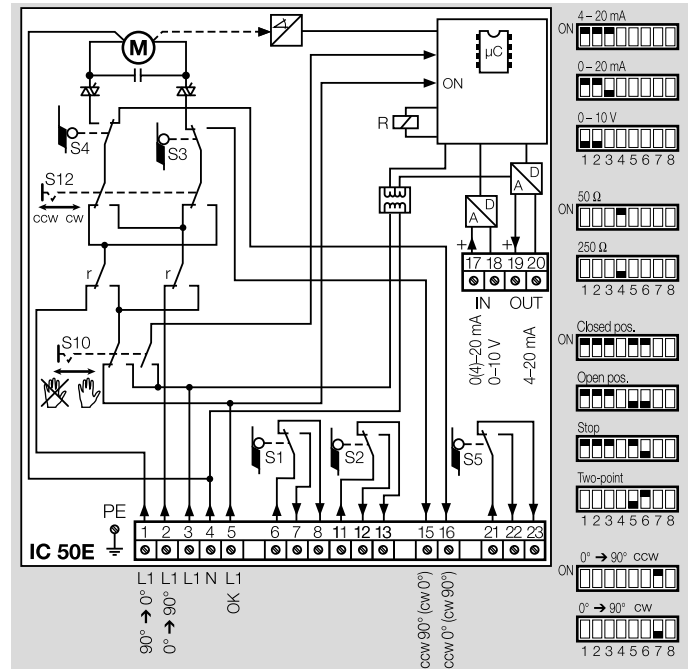 4 – 20 mA
ON
0 – 20 mA
0 – 10 V
1 2 3 4 5 6 7 8
50 Ω
ON
250 Ω
1 2 3 4 5 6 7 8
Closed pos.
ON
Open pos.
Stop
Two-point
1 2 3 4 5 6 7 8
0° → 90° ccw
ON
0° → 90° cw
1 2 3 4 5 6 7 8
M
μC
ON
R
S4
S3
S12
ccw cw
A D
A D
+ +
17 18 19 20
IN OUT
0(4)–20 mA
0–10 V
4–20 mA
r r
S10
S1 S2 S5
PE
1 2 3 4 5 6 7 8 11 12 13 15 16 21 22 23
IC 50E
L1 L1 L1 N L1
90° → 0°
0° → 90°
OK
ccw 90° (cw 0°)
ccw 0° (cw 90°)